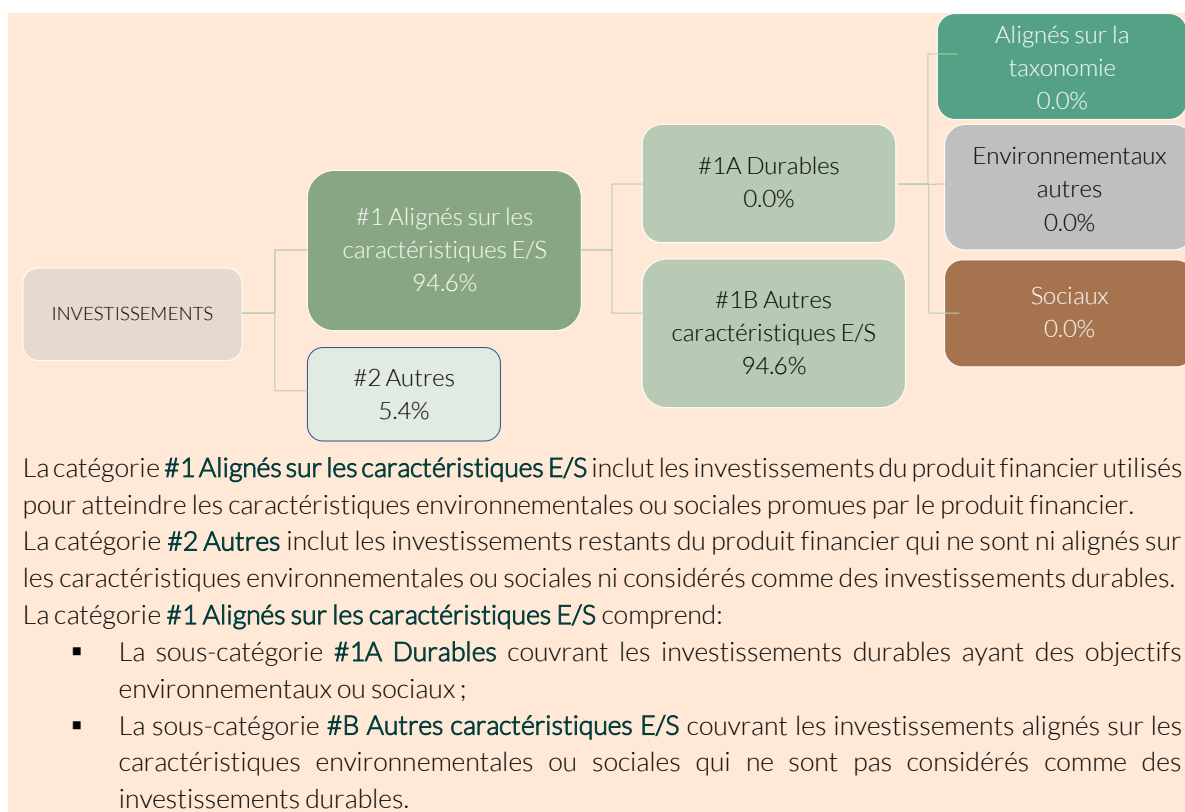 Alignés sur la
taxonomie
0.0%
#1A Durables
0.0%
Environnementaux
autres
0.0%
#1 Alignés sur les
caractéristiques E/S
94.6%
INVESTISSEMENTS
#1B Autres
caractéristiques E/S
94.6%
Sociaux
0.0%
#2 Autres
5.4%
La catégorie #1 Alignés sur les caractéristiques E/S inclut les investissements du produit financier utilisés
pour atteindre les caractéristiques environnementales ou sociales promues par le produit financier.
La catégorie #2 Autres inclut les investissements restants du produit financier qui ne sont ni alignés sur
les caractéristiques environnementales ou sociales ni considérés comme des investissements durables.
La catégorie #1 Alignés sur les caractéristiques E/S comprend:
▪ La sous-catégorie #1A Durables couvrant les investissements durables ayant des objectifs
environnementaux ou sociaux ;
▪ La sous-catégorie #B Autres caractéristiques E/S couvrant les investissements alignés sur les
caractéristiques environnementales ou sociales qui ne sont pas considérés comme des
investissements durables.